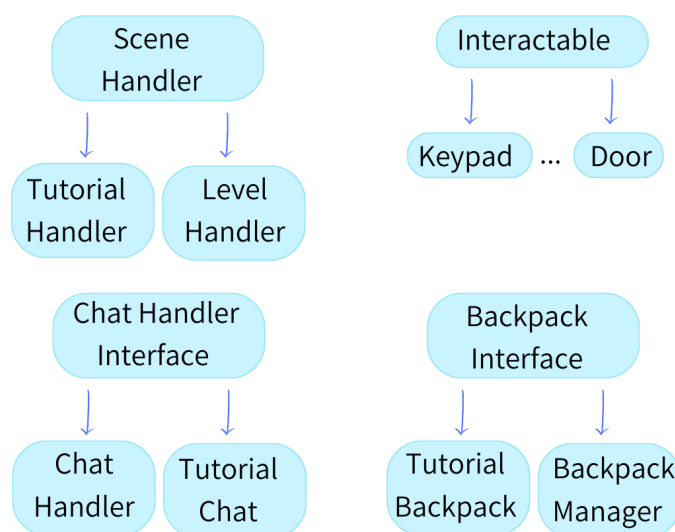 Scene
Handler
Interactable
Keypad ... Door
Tutorial
Handler
Level
Handler
Chat Handler
Interface
Backpack
Interface
Chat
Handler
Tutorial
Chat
Tutorial
Backpack
Backpack
Manager